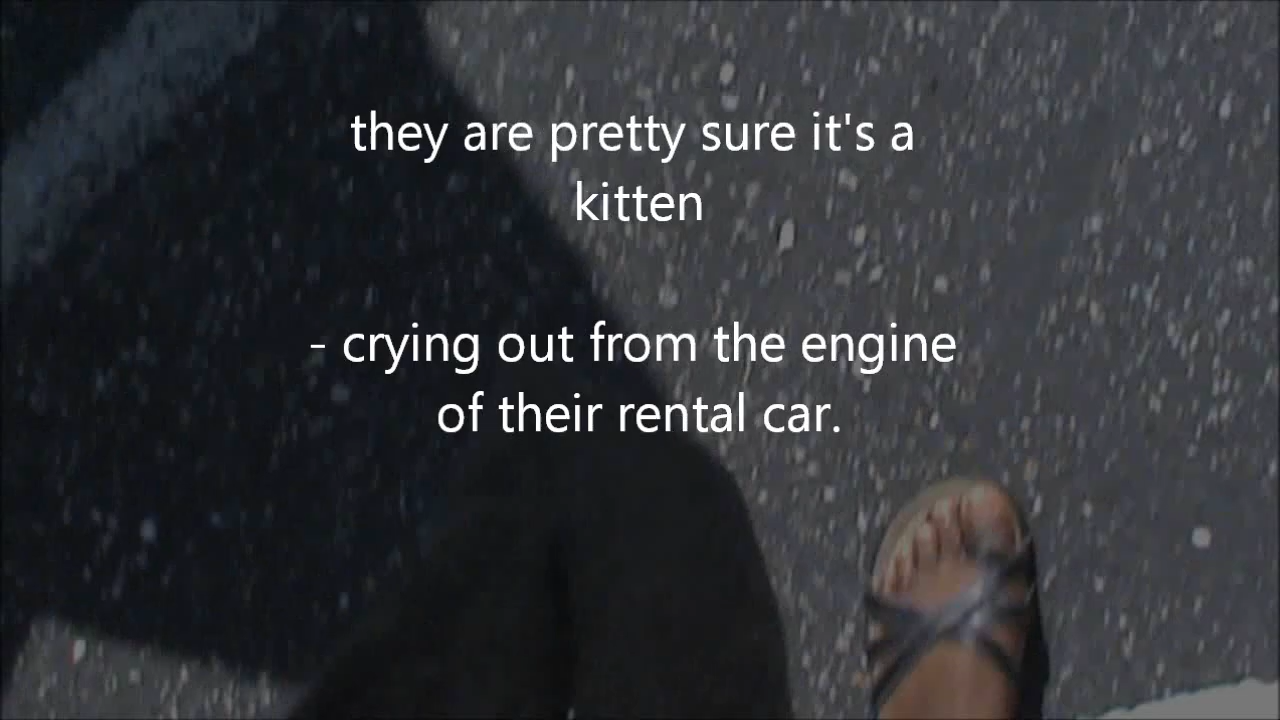 they are pretty sure it's a
kitten
- crying out from the engine
of their rental car.